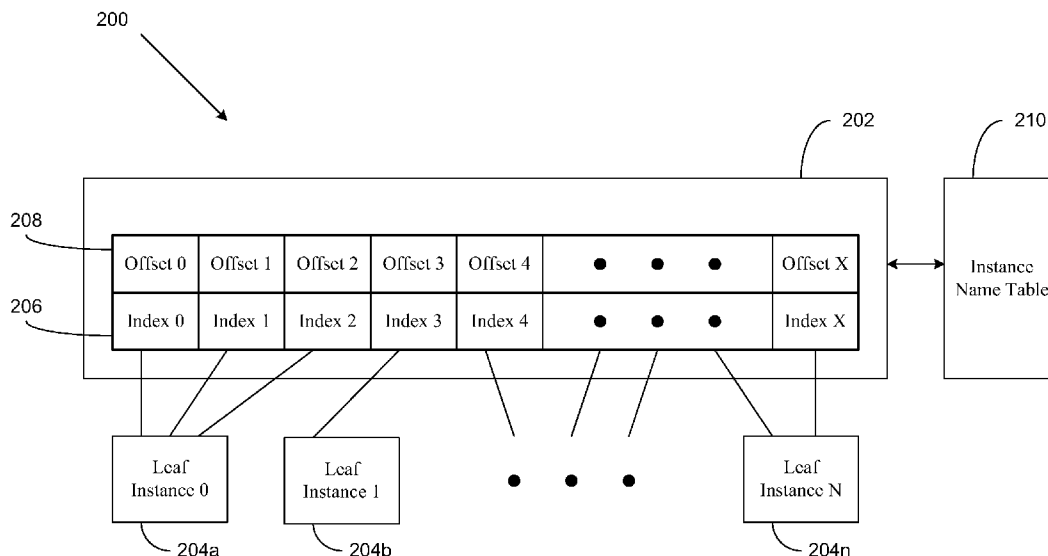 200
202
210
208
Offset 0 Offset 1 Offset 2 Offset 3 Offset 4 Offset X
Instance
Name Table
206
Index 0 Index 1 Index 2 Index 3 Index 4 Index X
Leaf
Instance 0
Leaf
Instance 1
Leaf
Instance N
204a
204b
204n